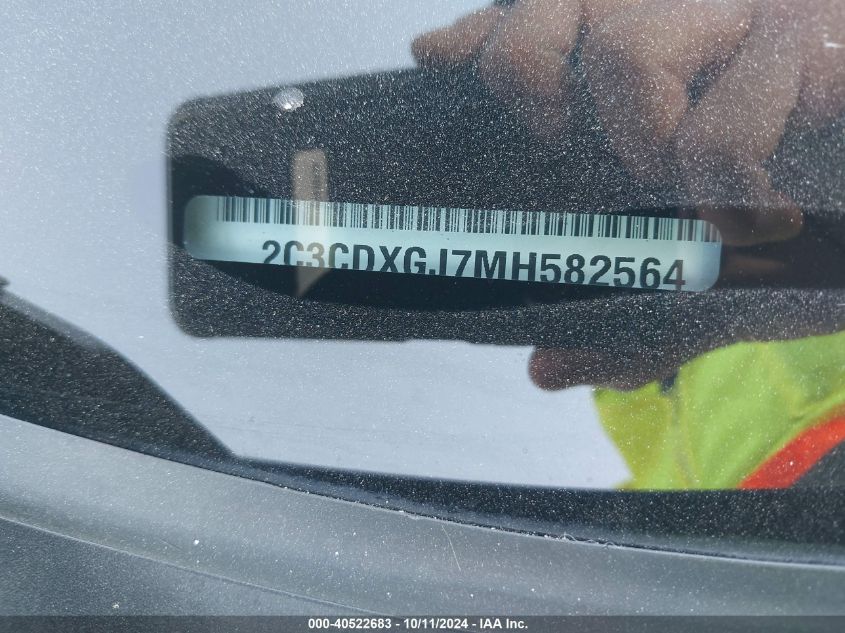 2C3CDXGJ7MH582564
000-40522683 - 10/11/2024 - IAA Inc.